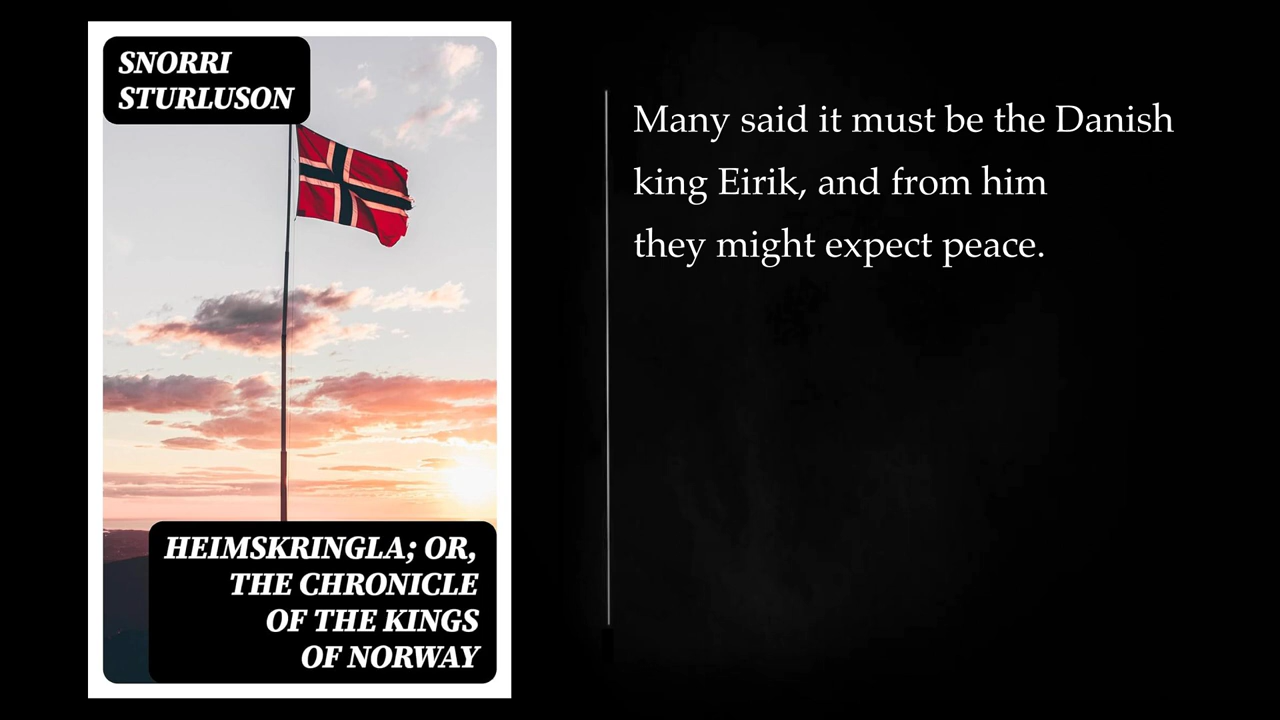 SNORRI
STURLUSON
HEIMSKRINGLA; OR,
THE CHRONICLE
OF THE KINGS
OF NORWAY
Many said it must be the Danish
king Eirik, and from him
they might expect peace.